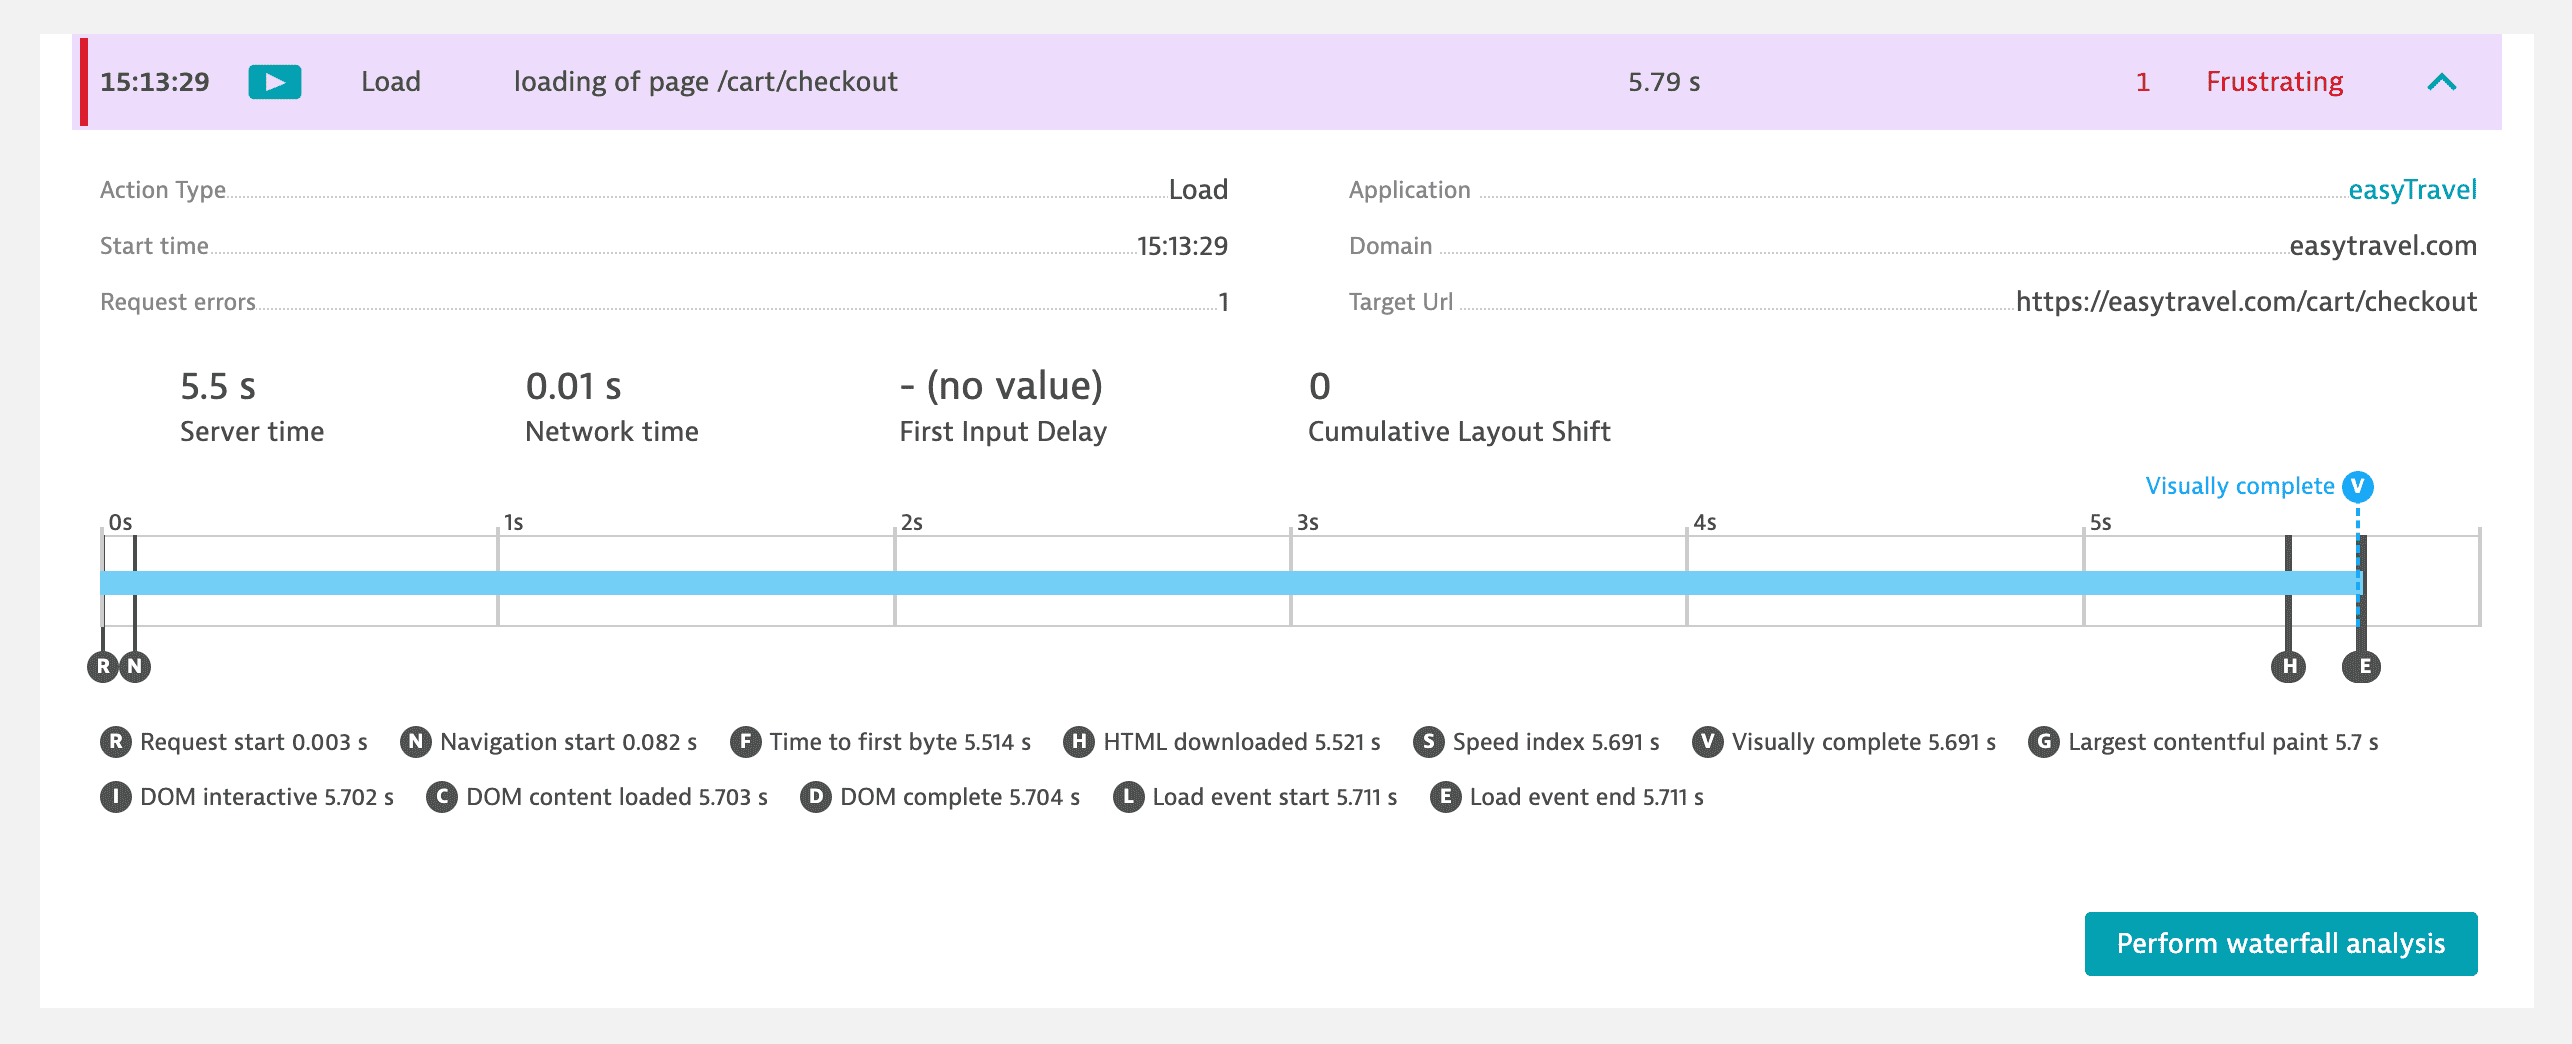 15:13:29 Load loading of page /cart/checkout 5.79 s 1 Frustrating
Action Type Load Application easyTravel
Start time 15:13:29 Domain easytravel.com
Request errors 1 Target Url https://easytravel.com/cart/checkout
5.5 s 0.01 s - (no value) 0
Server time Network time First Input Delay Cumulative Layout Shift
Visually complete V
0s 1s 2s 3s 4s 5s
R N H E
R Request start 0.003 s N Navigation start 0.082 s F Time to first byte 5.514 s H HTML downloaded 5.521 s S Speed index 5.691 s V Visually complete 5.691 s G Largest contentful paint 5.7 s
I DOM interactive 5.702 s C DOM content loaded 5.703 s D DOM complete 5.704 s L Load event start 5.711 s E Load event end 5.711 s
Perform waterfall analysis